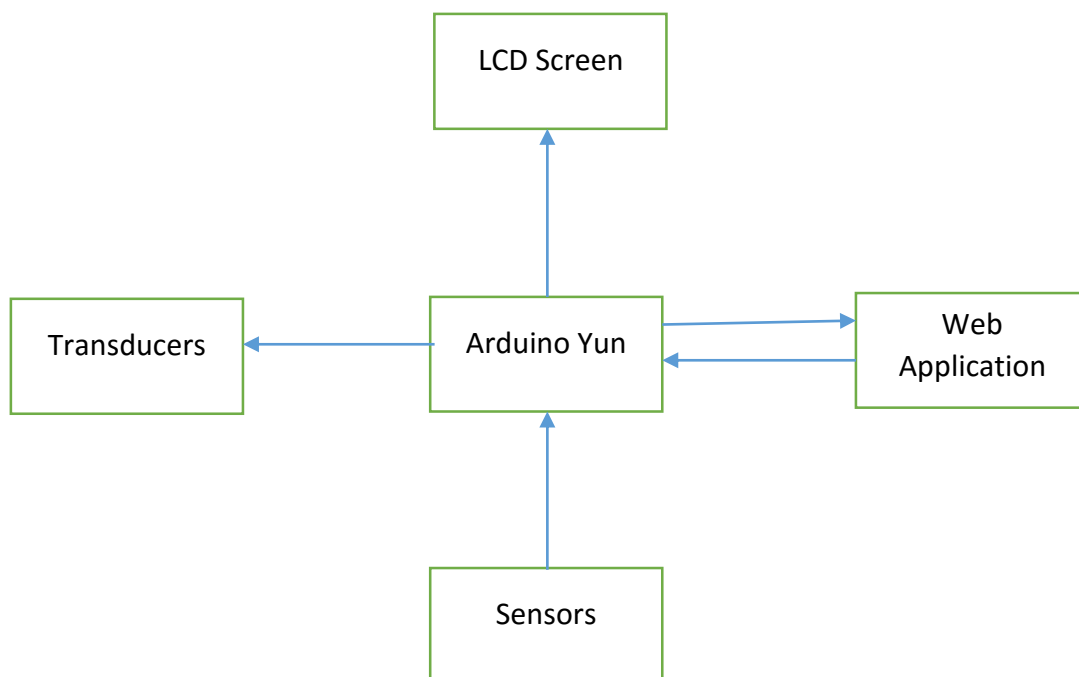 LCD Screen
Transducers
Arduino Yun
Web
Application
Sensors